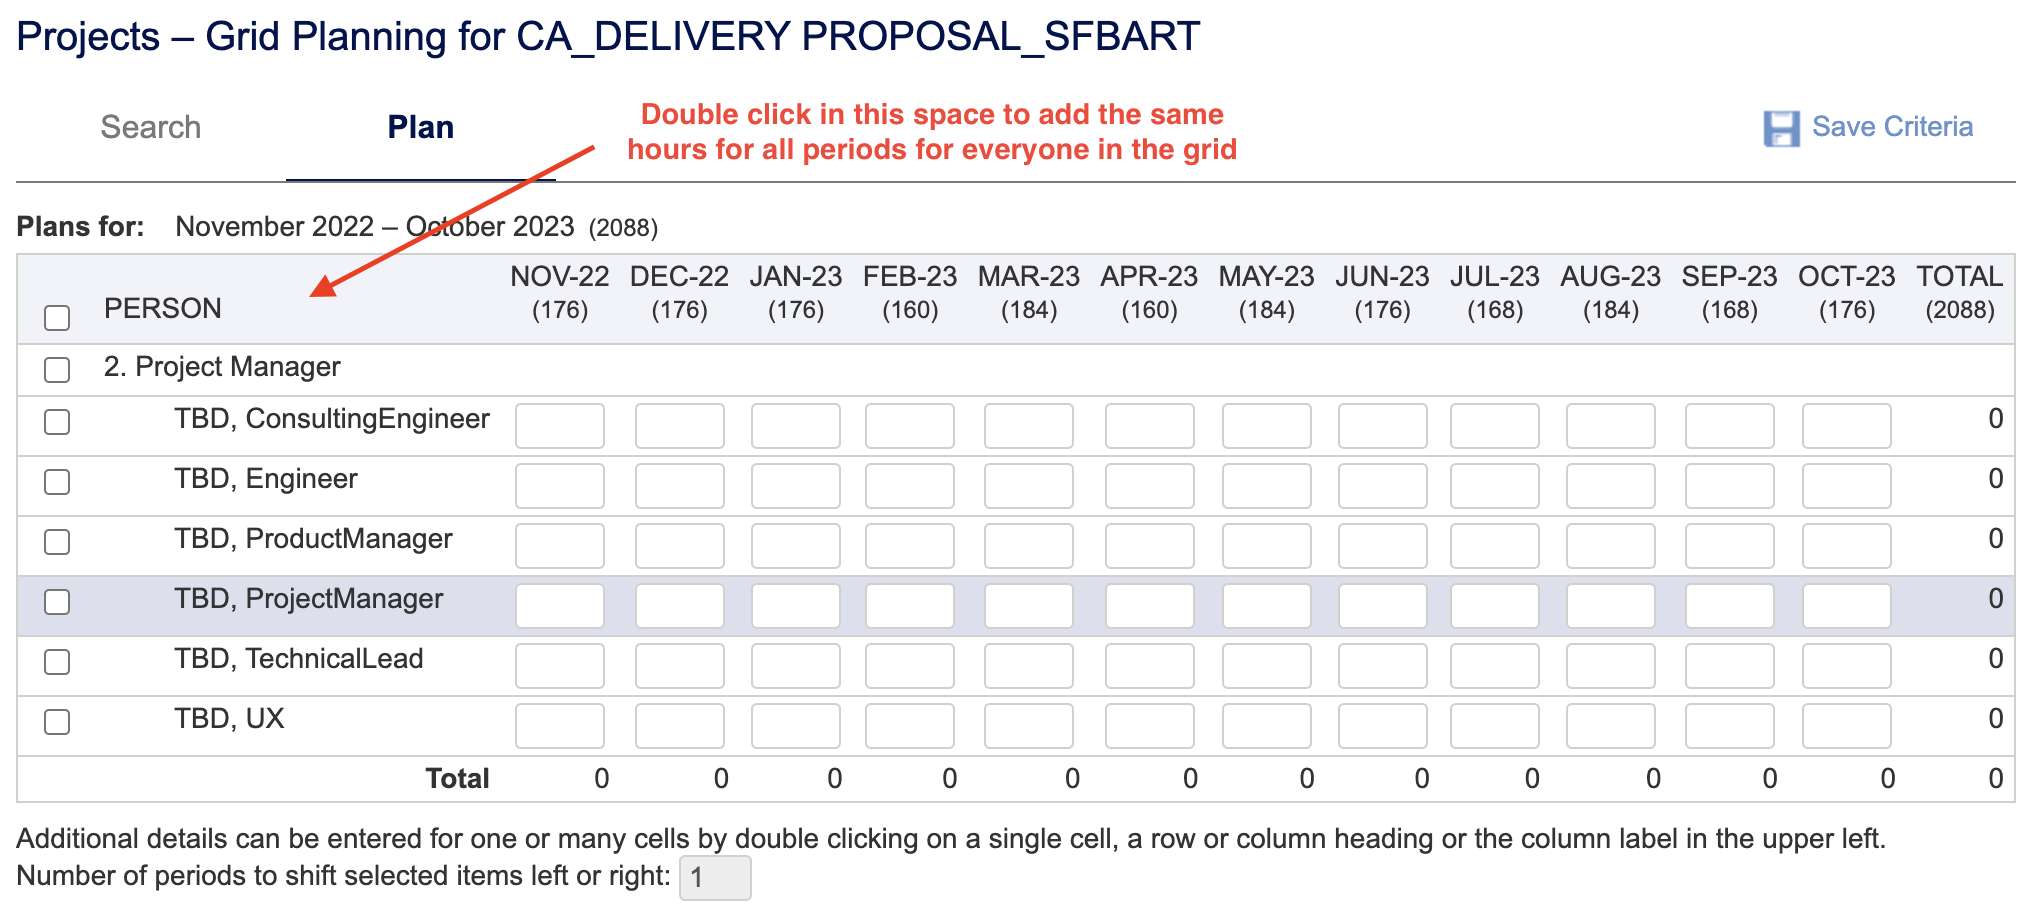 Projects – Grid Planning for CA_DELIVERY PROPOSAL_SFBART
Search Plan Save Criteria
Double click in this space to add the same
hours for all periods for everyone in the grid
Plans for: November 2022 – October 2023 (2088)
PERSON NOV-22 DEC-22 JAN-23 FEB-23 MAR-23 APR-23 MAY-23 JUN-23 JUL-23 AUG-23 SEP-23 OCT-23 TOTAL
(176) (176) (176) (160) (184) (160) (184) (176) (168) (184) (168) (176) (2088)
2. Project Manager
TBD, ConsultingEngineer 0
TBD, Engineer 0
TBD, ProductManager 0
TBD, ProjectManager 0
TBD, TechnicalLead 0
TBD, UX 0
Total 0 0 0 0 0 0 0 0 0 0 0 0 0
Additional details can be entered for one or many cells by double clicking on a single cell, a row or column heading or the column label in the upper left.
Number of periods to shift selected items left or right: 1